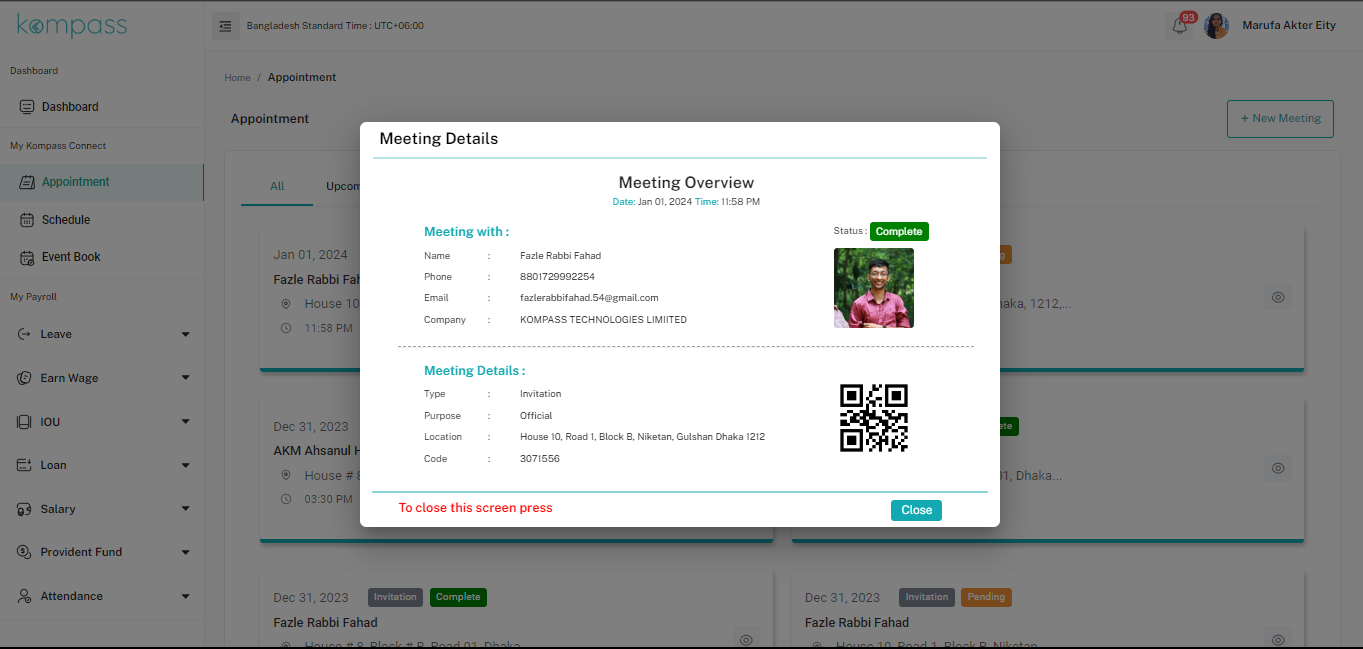 kompass
Bangladesh Standard Time : UTC+06:00
93
Marufa Akter Eity
Dashboard
Dashboard
My Kompass Connect
Appointment
Schedule
Event Book
My Payroll
Leave
Earn Wage
IOU
Loan
Salary
Provident Fund
Attendance
Home / Appointment
Appointment
+ New Meeting
All
Jan 01, 2024
Fazle Rabbi
House 10
11:58 PM
1212,...
Dec 31, 2023
AKM Ahsanul
House # 8
03:30 PM
01, Dhaka...
Meeting Details
Meeting Overview
Date: Jan 01, 2024 Time: 11:58 PM
Meeting with :
Status : Complete
Name : Fazle Rabbi Fahad
Phone : 8801729992254
Email : fazlerabbifahad.54@gmail.com
Company : KOMPASS TECHNOLOGIES LIMIITED
Meeting Details :
Type : Invitation
Purpose : Official
Location : House 10, Road 1, Block B, Niketan, Gulshan Dhaka 1212
Code : 3071556
To close this screen press
Close
Dec 31, 2023 Invitation Complete
Fazle Rabbi Fahad
House # 8, Block # B, Road 01, Dhaka
Dec 31, 2023 Invitation Pending
Fazle Rabbi Fahad
House 10, Road 1, Block B, Niketan